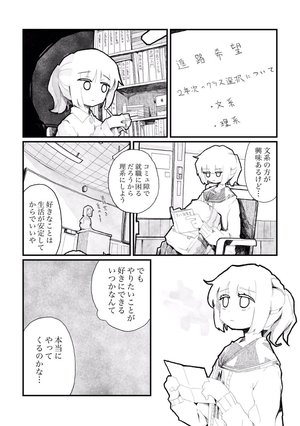 進路希望
2年次のクラス選択について
・文系
・理系
文系の方が
興味あるけど…
コミュ障で
就職に困る
だろうから
理系にしよう
好きなことは
生活が安定して
からでいいや
でも
やりたいことが
好きにできる
いつかなんて
本当に
やって
くるのかな…